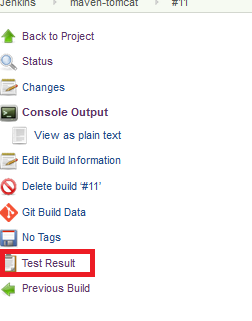 Jenkins maven-tomcat #11
Back to Project
Status
Changes
Console Output
View as plain text
Edit Build Information
Delete build '#11'
Git Build Data
No Tags
Test Result
Previous Build